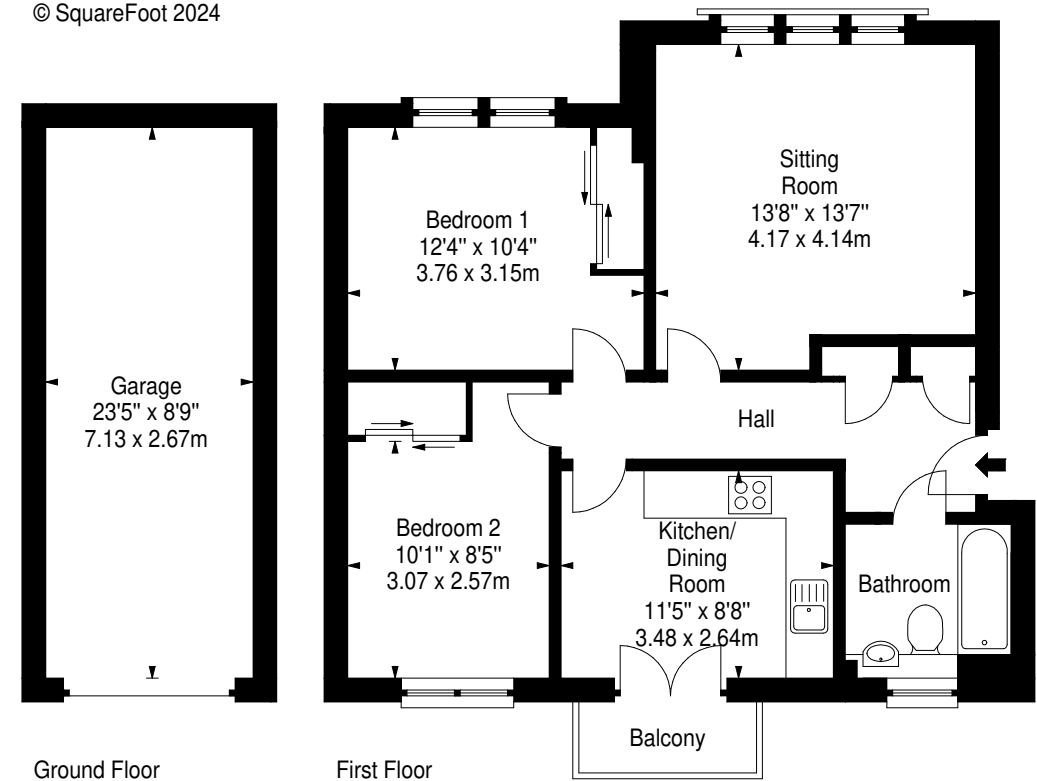 © SquareFoot 2024
Sitting
Room
13'8" x 13'7"
4.17 x 4.14m
Bedroom 1
12'4" x 10'4"
3.76 x 3.15m
Garage
23'5" x 8'9"
7.13 x 2.67m
Hall
Bedroom 2
10'1" x 8'5"
3.07 x 2.57m
Kitchen/
Dining
Room
11'5" x 8'8"
3.48 x 2.64m
Bathroom
Balcony
Ground Floor
First Floor